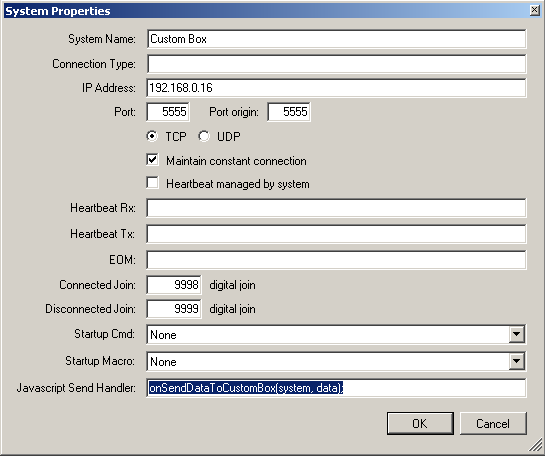 System Properties
System Name: Custom Box
Connection Type:
IP Address: 192.168.0.16
Port: 5555 Port origin: 5555
TCP UDP
Maintain constant connection
Heartbeat managed by system
Heartbeat Rx:
Heartbeat Tx:
EOM:
Connected Join: 9998 digital join
Disconnected Join: 9999 digital join
Startup Cmd: None
Startup Macro: None
Javascript Send Handler: onSendDataToCustomBox(system, data);
OK Cancel